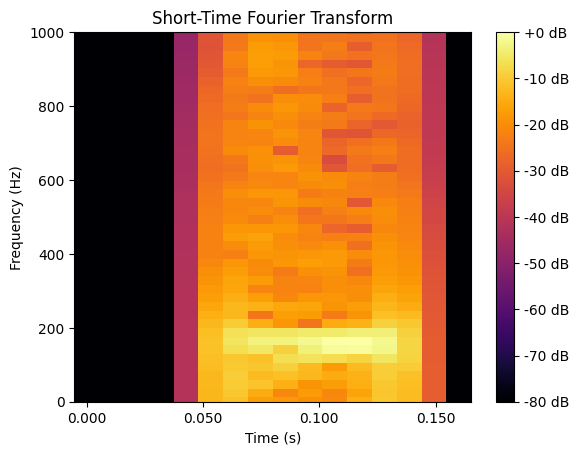 Short-Time Fourier Transform
1000
800
600
400
200
0
Frequency (Hz)
0.000
0.050
0.100
0.150
Time (s)
+0 dB
-10 dB
-20 dB
-30 dB
-40 dB
-50 dB
-60 dB
-70 dB
-80 dB